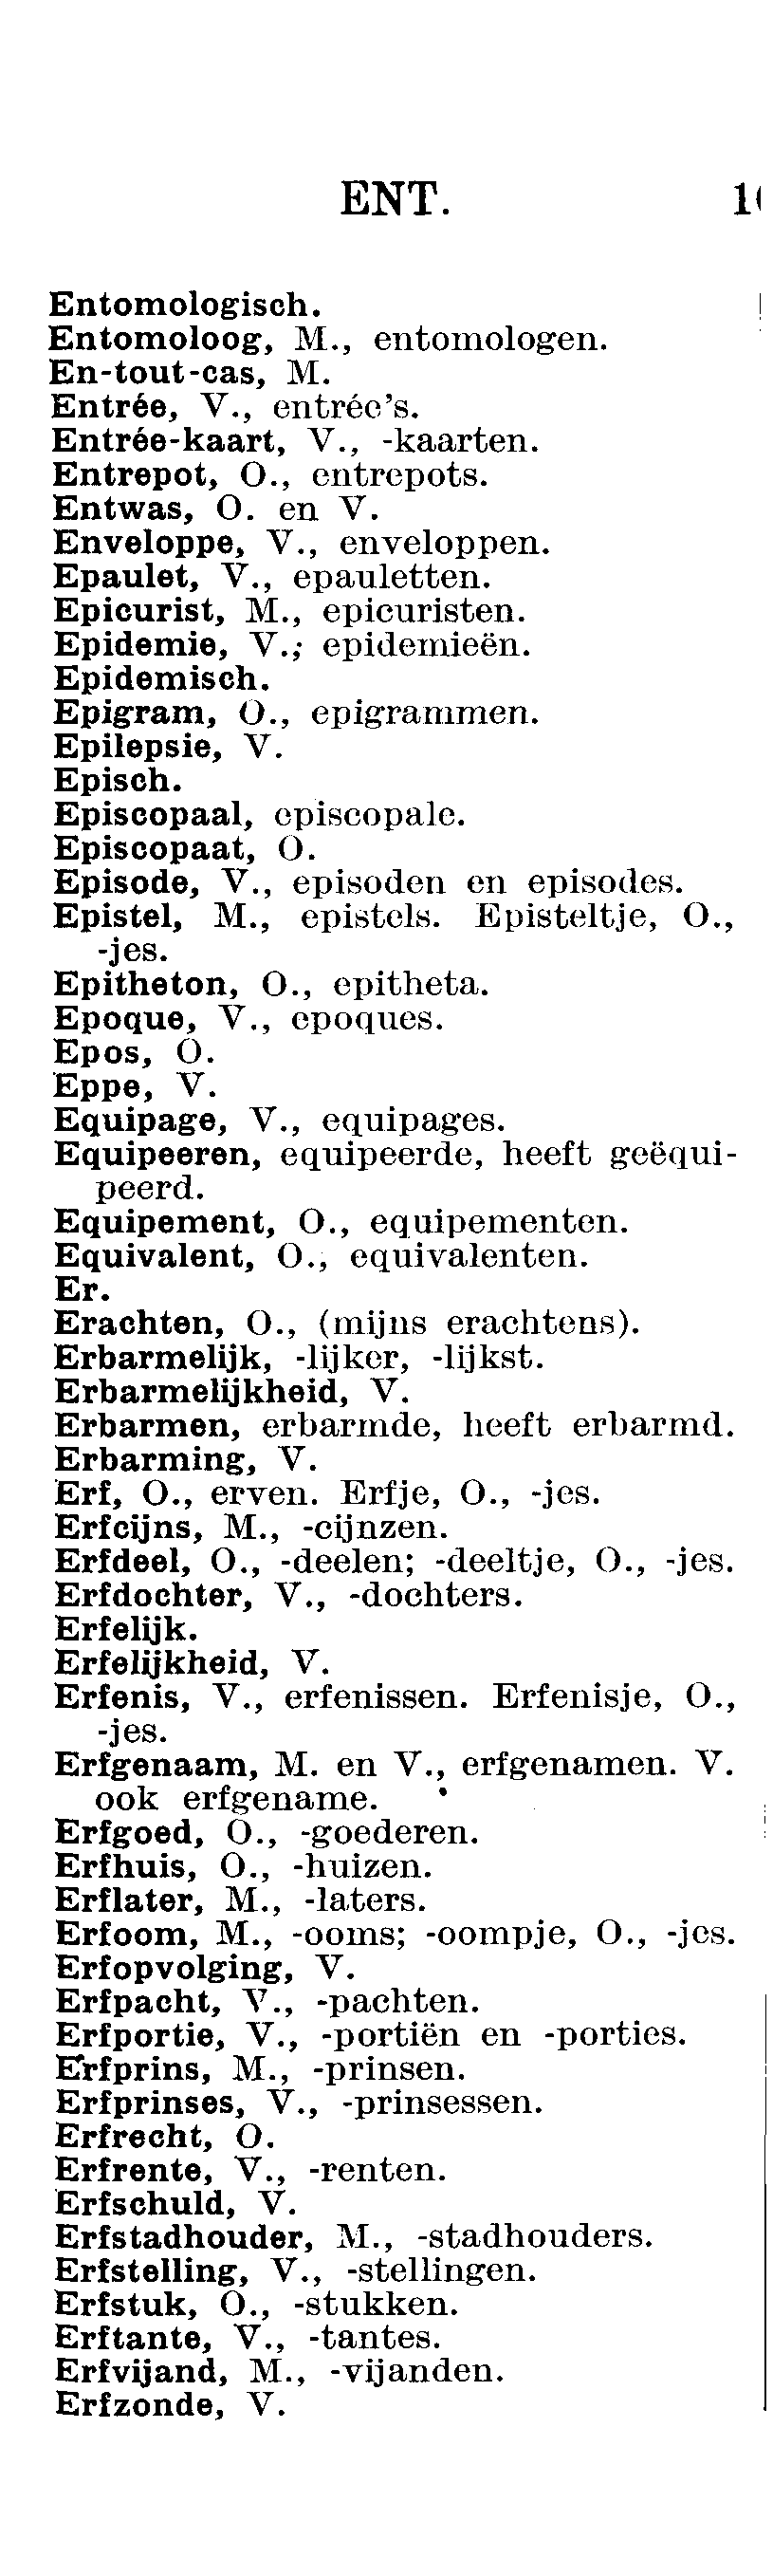 ENT.
Entomologisch.
Entomoloog, M., entomologen.
En-tout-cas, M.
Entrée, V., entrée's.
Entrée-kaart, V., -kaarten.
Entrepot, O., entrepots.
Entwas, O. en V.
Enveloppe, V., enveloppen.
Epaulet, V., epauletten.
Epicurist, M., epicuristen.
Epidemie, V.; epidemieën.
Epidemisch.
Epigram, O., epigrammen.
Epilepsie, V.
Episch.
Episcopaal, episcopale.
Episcopaat, O.
Episode, V., episoden en episodes.
Epistel, M., epistels. Episteltje, O.,
-jes.
Epitheton, O., epitheta.
Epoque, V., epoques.
Epos, O.
Eppe, V.
Equipage, V., equipages.
Equipeeren, equipeerde, heeft geëqui-
peerd.
Equipement, O., equipementen.
Equivalent, O., equivalenten.
Er.
Erachten, O., (mijns erachtens).
Erbarmelijk, -lijker, -lijkst.
Erbarmelijkheid, V.
Erbarmen, erbarmde, heeft erbarmd.
Erbarming, V.
Erf, O., erven. Erfje, O., -jes.
Erfcijns, M., -cijnzen.
Erfdeel, O., -deelen; -deeltje, O., -jes.
Erfdochter, V., -dochters.
Erfelijk.
Erfelijkheid, V.
Erfenis, V., erfenissen. Erfenisje, O.,
-jes.
Erfgenaam, M. en V., erfgenamen. V.
ook erfgename.
Erfgoed, O., -goederen.
Erfhuis, O., -huizen.
Erflater, M., -laters.
Erfoom, M., -ooms; -oompje, O., -jes.
Erfopvolging, V.
Erfpacht, V., -pachten.
Erfportie, V., -portiën en -porties.
Erfprins, M., -prinsen.
Erfprinses, V., -prinsessen.
Erfrecht, O.
Erfrente, V., -renten.
Erfschuld, V.
Erfstadhouder, M., -stadhouders.
Erfstelling, V., -stellingen.
Erfstuk, O., -stukken.
Erftante, V., -tantes.
Erfvijand, M., -vijanden.
Erfzonde, V.